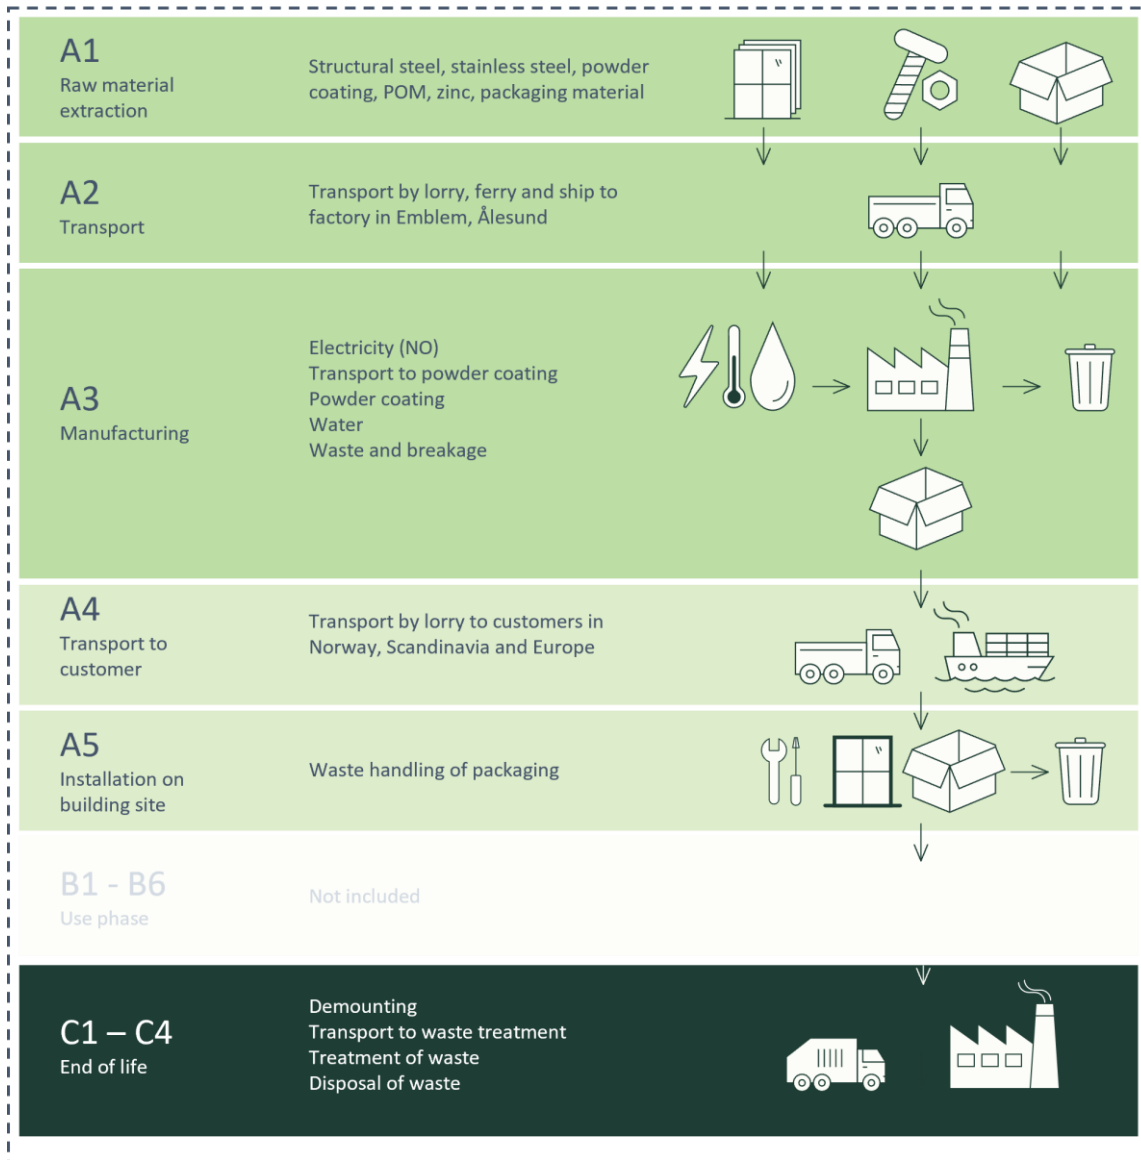 A1
Raw material
extraction
Structural steel, stainless steel, powder
coating, POM, zinc, packaging material
A2
Transport
Transport by lorry, ferry and ship to
factory in Emblem, Ålesund
A3
Manufacturing
Electricity (NO)
Transport to powder coating
Powder coating
Water
Waste and breakage
A4
Transport to
customer
Transport by lorry to customers in
Norway, Scandinavia and Europe
A5
Installation on
building site
Waste handling of packaging
B1 - B6
Use phase
Not included
C1 – C4
End of life
Demounting
Transport to waste treatment
Treatment of waste
Disposal of waste